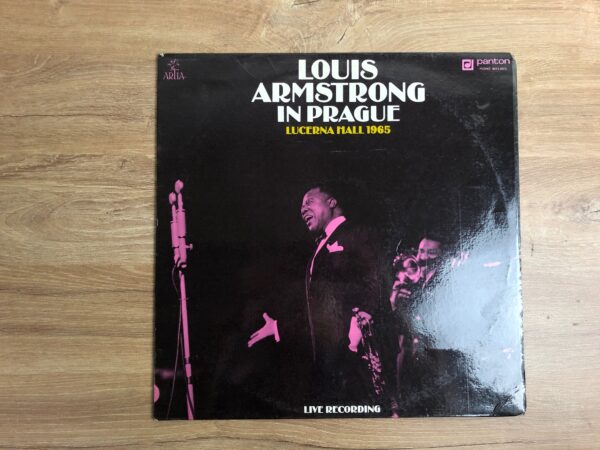 ARTIA
LOUIS
ARMSTRONG
IN PRAGUE
LUCERNA HALL 1965
panton
LIVE RECORDING